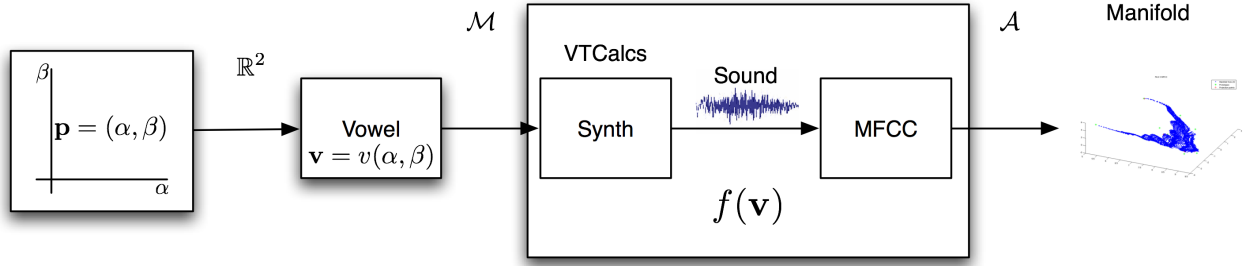 β
p = (α, β)
α
ℝ²
Vowel
v = v(α, β)
ℳ
VTCalcs
Synth
Sound
MFCC
f(v)
𝒜
Manifold